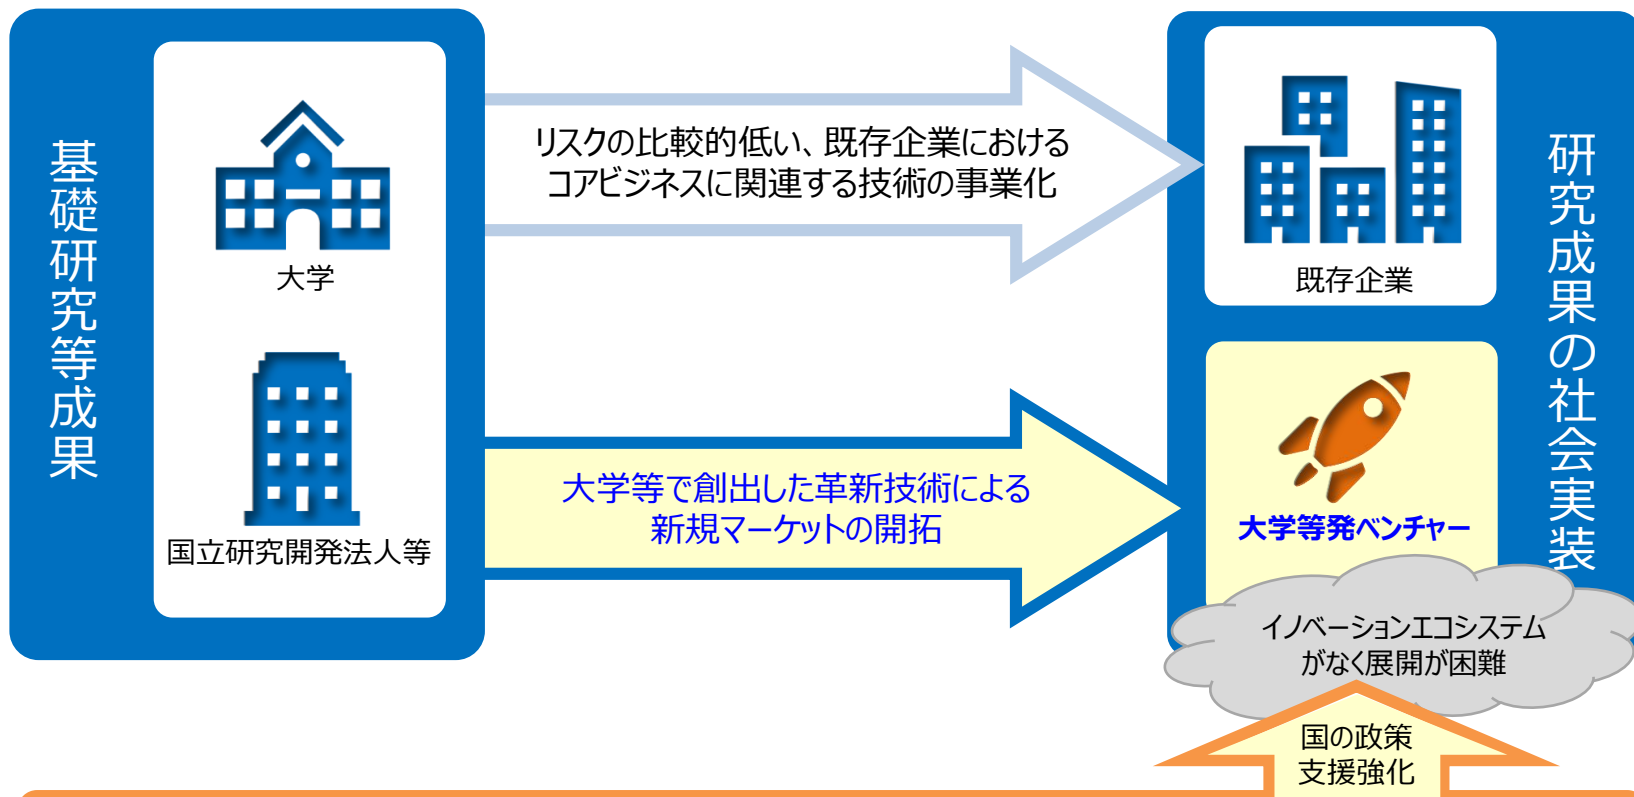 基礎研究等成果
大学
国立研究開発法人等
リスクの比較的低い、既存企業における
コアビジネスに関連する技術の事業化
大学等で創出した革新技術による
新規マーケットの開拓
既存企業
大学等発ベンチャー
研究成果の社会実装
イノベーションエコシステム
がなく展開が困難
国の政策
支援強化